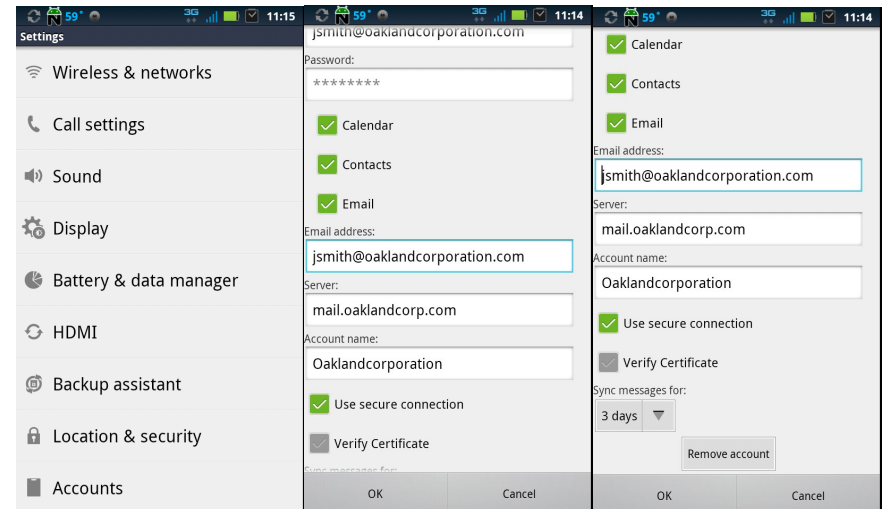 59° 3G 11:15
Settings
Wireless & networks
Call settings
Sound
Display
Battery & data manager
HDMI
Backup assistant
Location & security
Accounts
59° 3G 11:14
jsmith@oaklandcorporation.com
Password:
********
Calendar
Contacts
Email
Email address:
jsmith@oaklandcorporation.com
Server:
mail.oaklandcorp.com
Account name:
Oaklandcorporation
Use secure connection
Verify Certificate
Sync messages for:
OK Cancel
59° 3G 11:14
Calendar
Contacts
Email
Email address:
jsmith@oaklandcorporation.com
Server:
mail.oaklandcorp.com
Account name:
Oaklandcorporation
Use secure connection
Verify Certificate
Sync messages for:
3 days
Remove account
OK Cancel